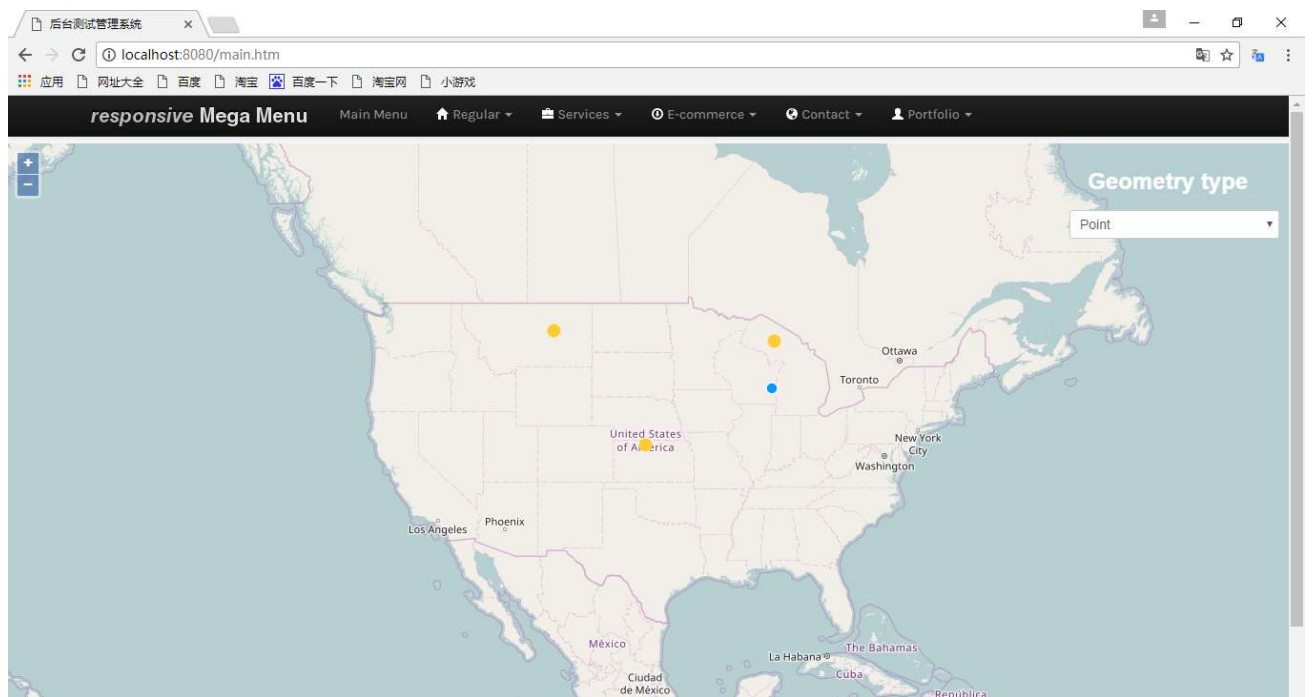 后台测试管理系统
localhost:8080/main.htm
应用 网址大全 百度 淘宝 百度一下 淘宝网 小游戏
responsive Mega Menu Main Menu Regular Services E-commerce Contact Portfolio
+
−
Geometry type
Point
Ottawa
Toronto
United States
of America
New York
City
Washington
Los Angeles
Phoenix
México
La Habana
The Bahamas
Cuba
Ciudad
de México
República